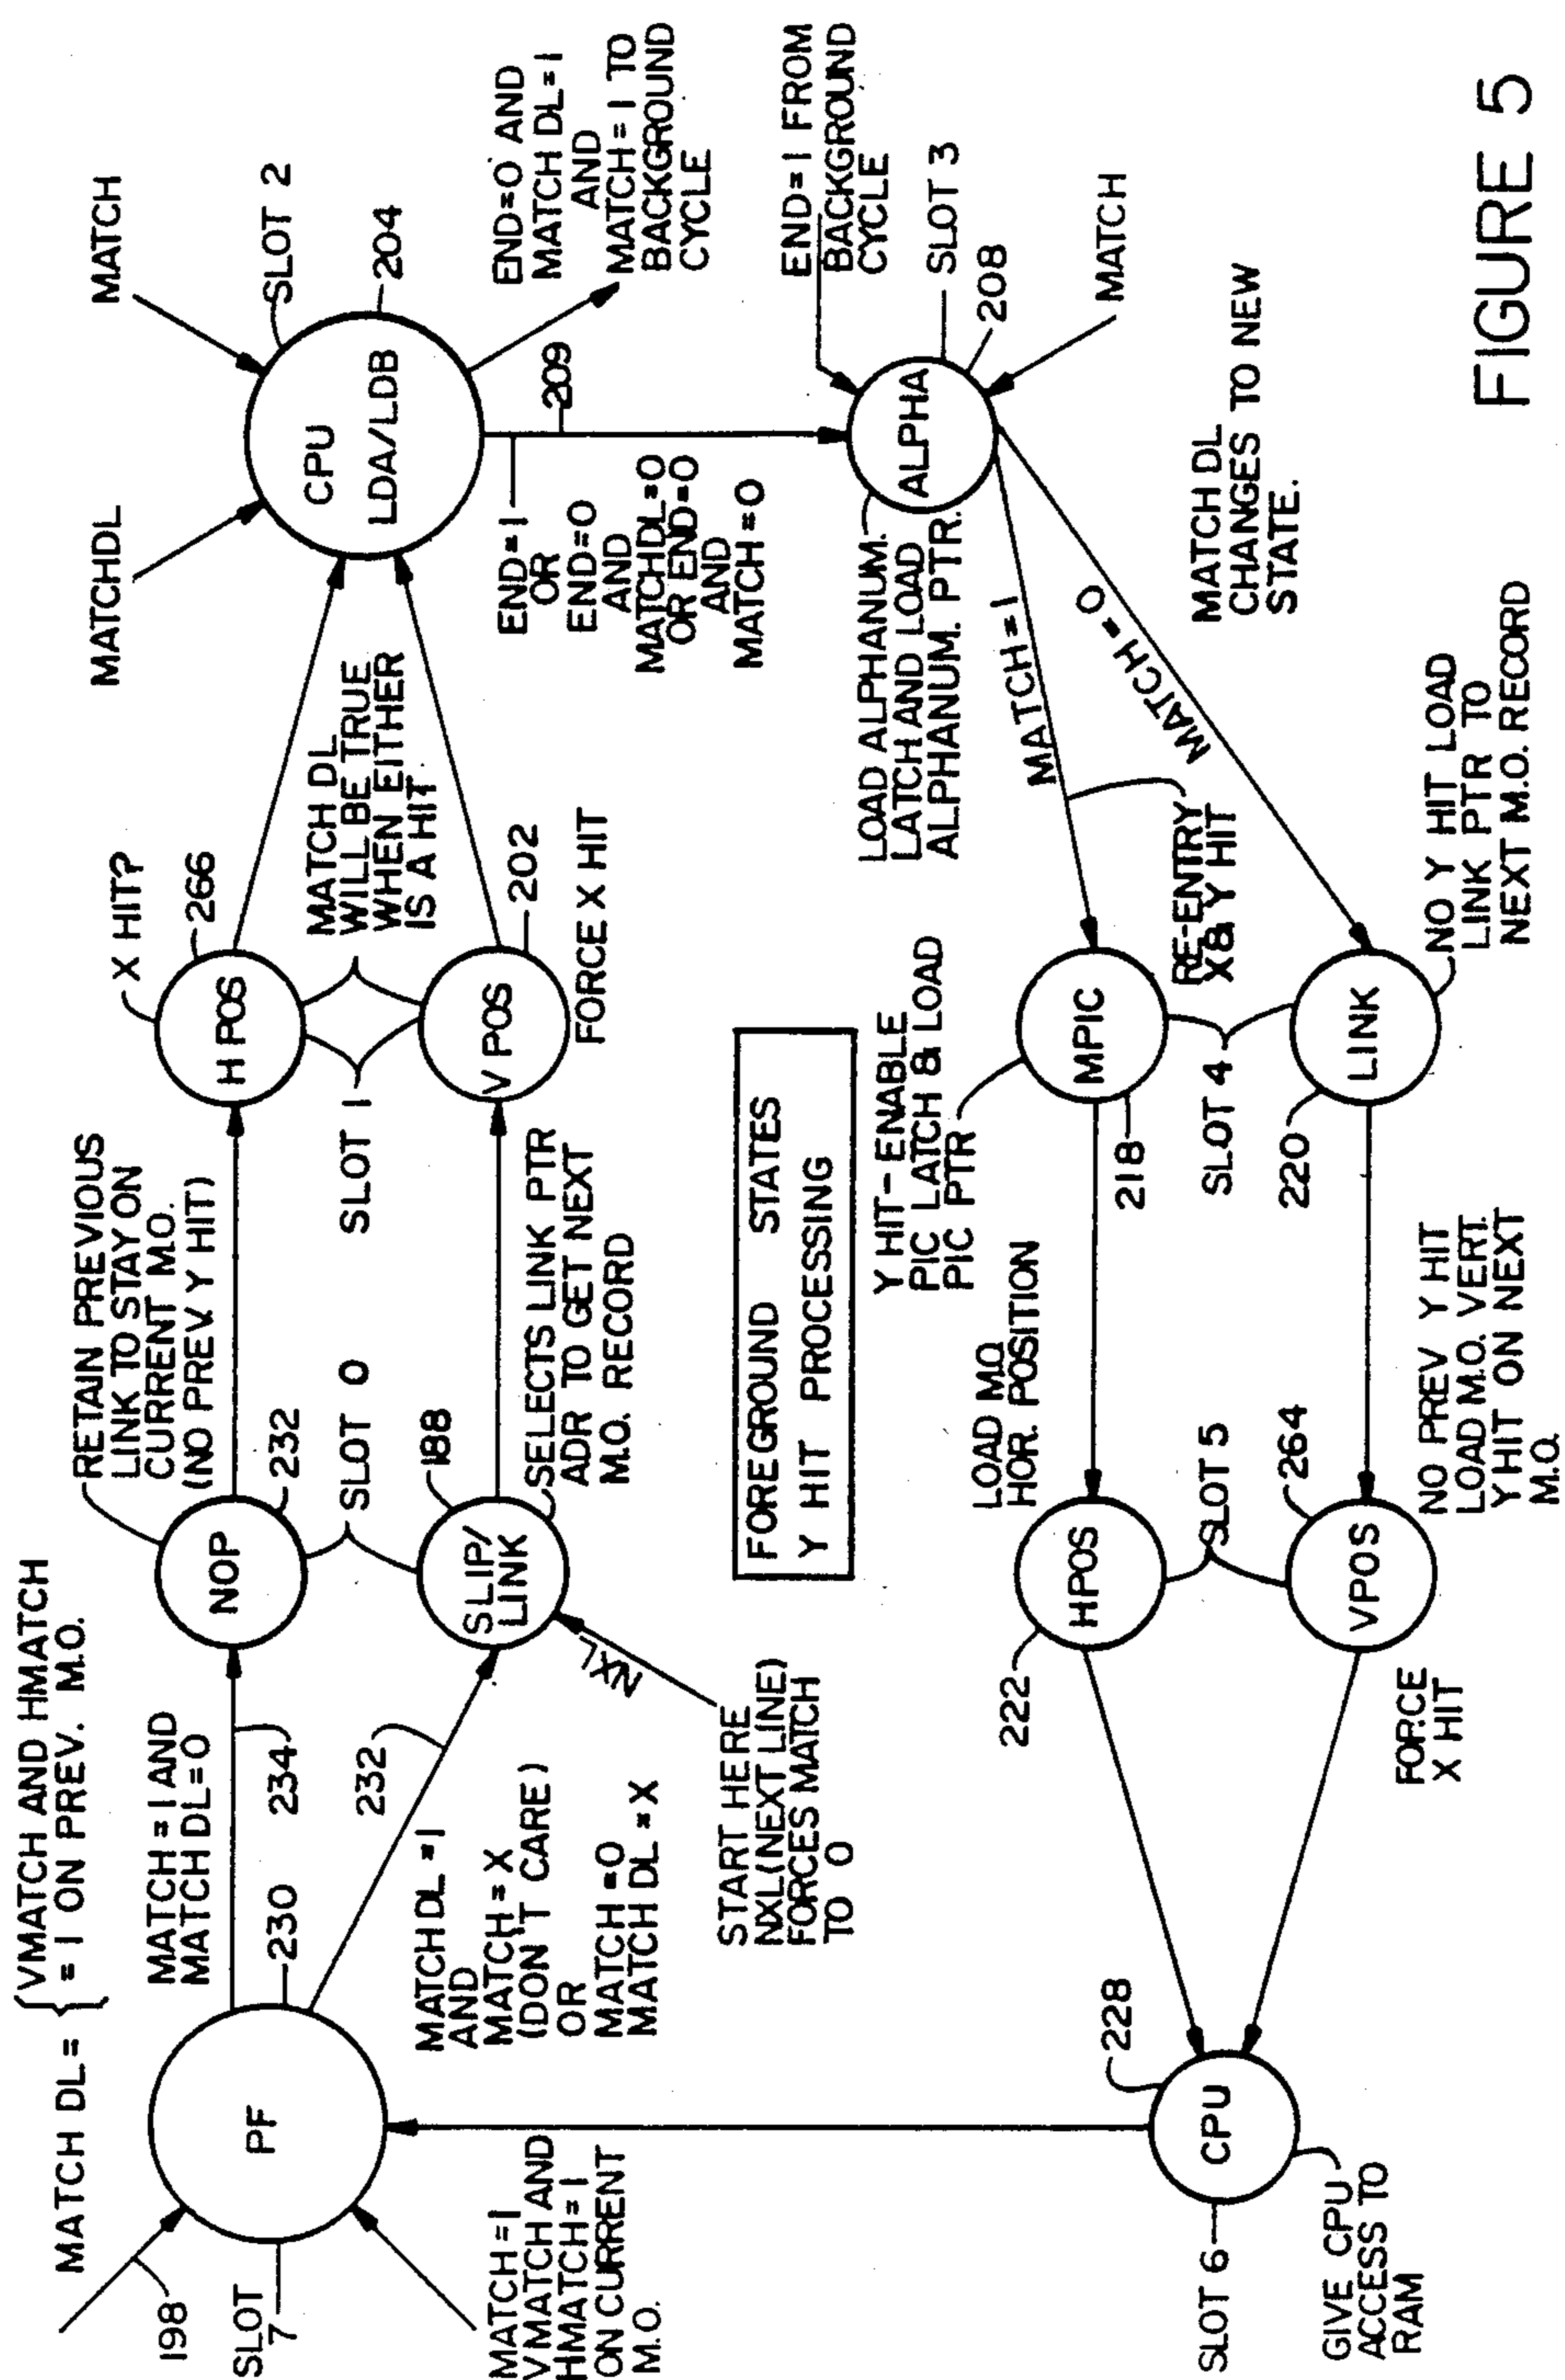 MATCH DL= { VMATCH AND HMATCH
= 1 ON PREV. M.O.
198
SLOT
7
PF
230
MATCH=1
VMATCH AND
HMATCH=1
ON CURRENT
M.O.
MATCH = 1 AND
MATCH DL=0
234
232
MATCH DL =1
AND
MATCH = X
(DON'T CARE)
OR
MATCH =0
MATCH DL =X
START HERE
NXL(NEXT LINE)
FORCES MATCH
TO 0
NXL
RETAIN PREVIOUS
LINK TO STAY ON
CURRENT M.O.
(NO PREV. Y HIT)
NOP
232
SLOT 0
188
SLIP/
LINK
SELECTS LINK PTR
ADR TO GET NEXT
M.O. RECORD
X HIT?
H POS
266
SLOT 1
MATCH DL
WILL BE TRUE
WHEN EITHER
IS A HIT
V POS
202
FORCE X HIT
MATCHDL
MATCH
SLOT 2
204
CPU
LDA/LDB
END=0 AND
MATCH DL=1
AND
MATCH = 1 TO
BACKGROUND
CYCLE
209
END=1
OR
END=0
AND
MATCHDL=0
OR END=0
AND
MATCH=0
END=1 FROM
BACKGROUND
CYCLE
SLOT 3
208
MATCH
ALPHA
LOAD ALPHANUM.
LATCH AND LOAD
ALPHANUM. PTR.
MATCH=1
MATCH=0
MATCH DL
CHANGES TO NEW
STATE.
RE-ENTRY
X & Y HIT
FOREGROUND STATES
Y HIT PROCESSING
Y HIT-ENABLE
PIC LATCH & LOAD
PIC PTR
MPIC
218
SLOT 4
220
LINK
NO Y HIT LOAD
LINK PTR TO
NEXT M.O. RECORD
LOAD M.O.
HOR. POSITION
HPOS
222
SLOT 5
264
VPOS
NO PREV Y HIT
LOAD M.O. VERT.
Y HIT ON NEXT
M.O.
FORCE
X HIT
228
CPU
SLOT 6
GIVE CPU
ACCESS TO
RAM
FIGURE 5